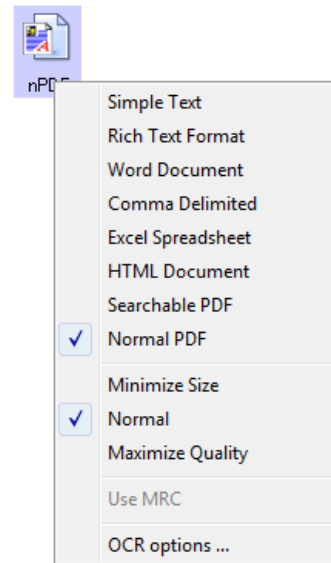 nPDF
Simple Text
Rich Text Format
Word Document
Comma Delimited
Excel Spreadsheet
HTML Document
Searchable PDF
Normal PDF
Minimize Size
Normal
Maximize Quality
Use MRC
OCR options ...